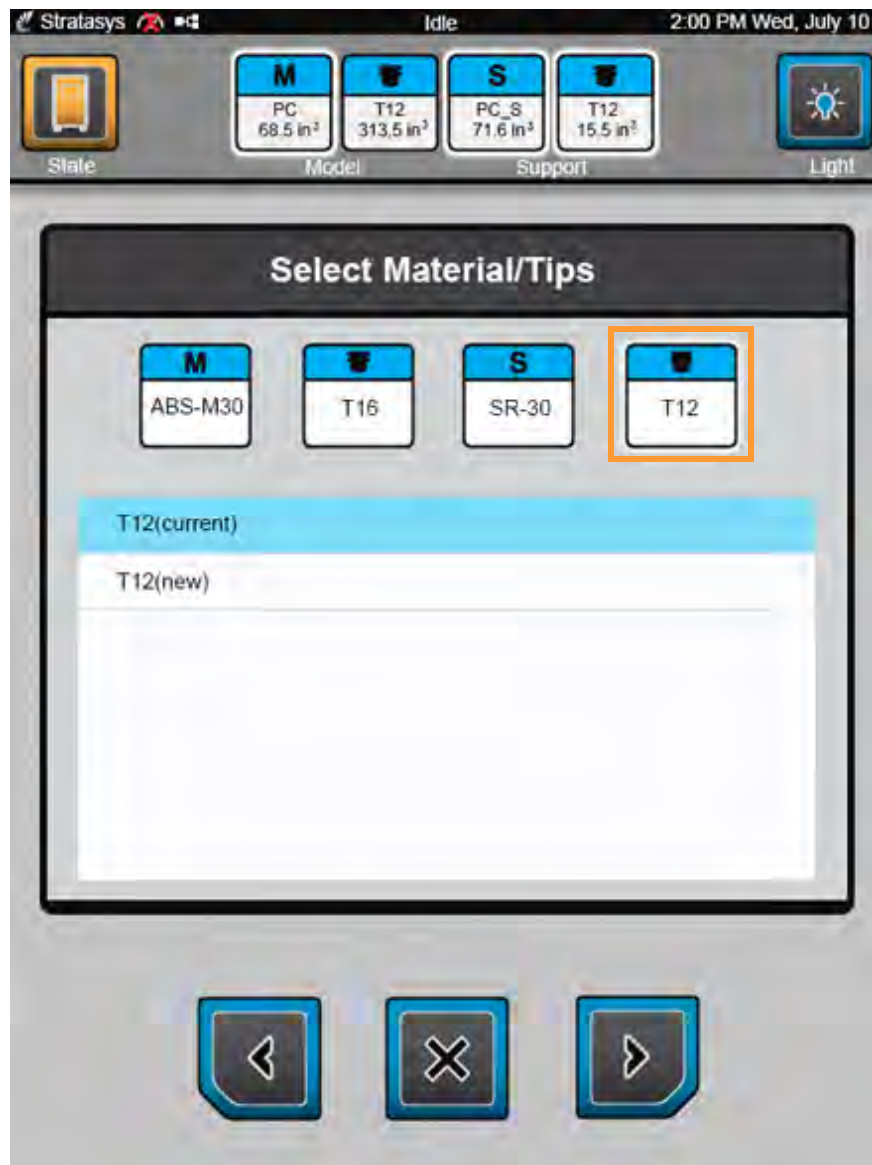 Stratasys Idle 2:00 PM Wed, July 10
M S
PC T12 PC_S T12
68.5 in³ 313.5 in³ 71.6 in³ 15.5 in³
State Model Support Light
Select Material/Tips
M S
ABS-M30 T16 SR-30 T12
T12(current)
T12(new)